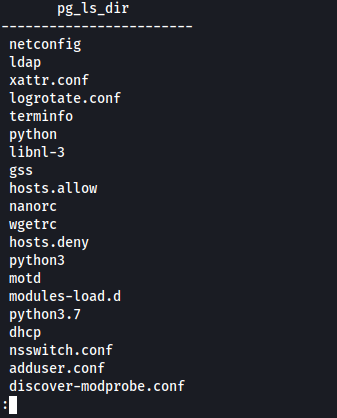 pg_ls_dir
-------------------------
netconfig
ldap
xattr.conf
logrotate.conf
terminfo
python
libnl-3
gss
hosts.allow
nanorc
wgetrc
hosts.deny
python3
motd
modules-load.d
python3.7
dhcp
nsswitch.conf
adduser.conf
discover-modprobe.conf
: